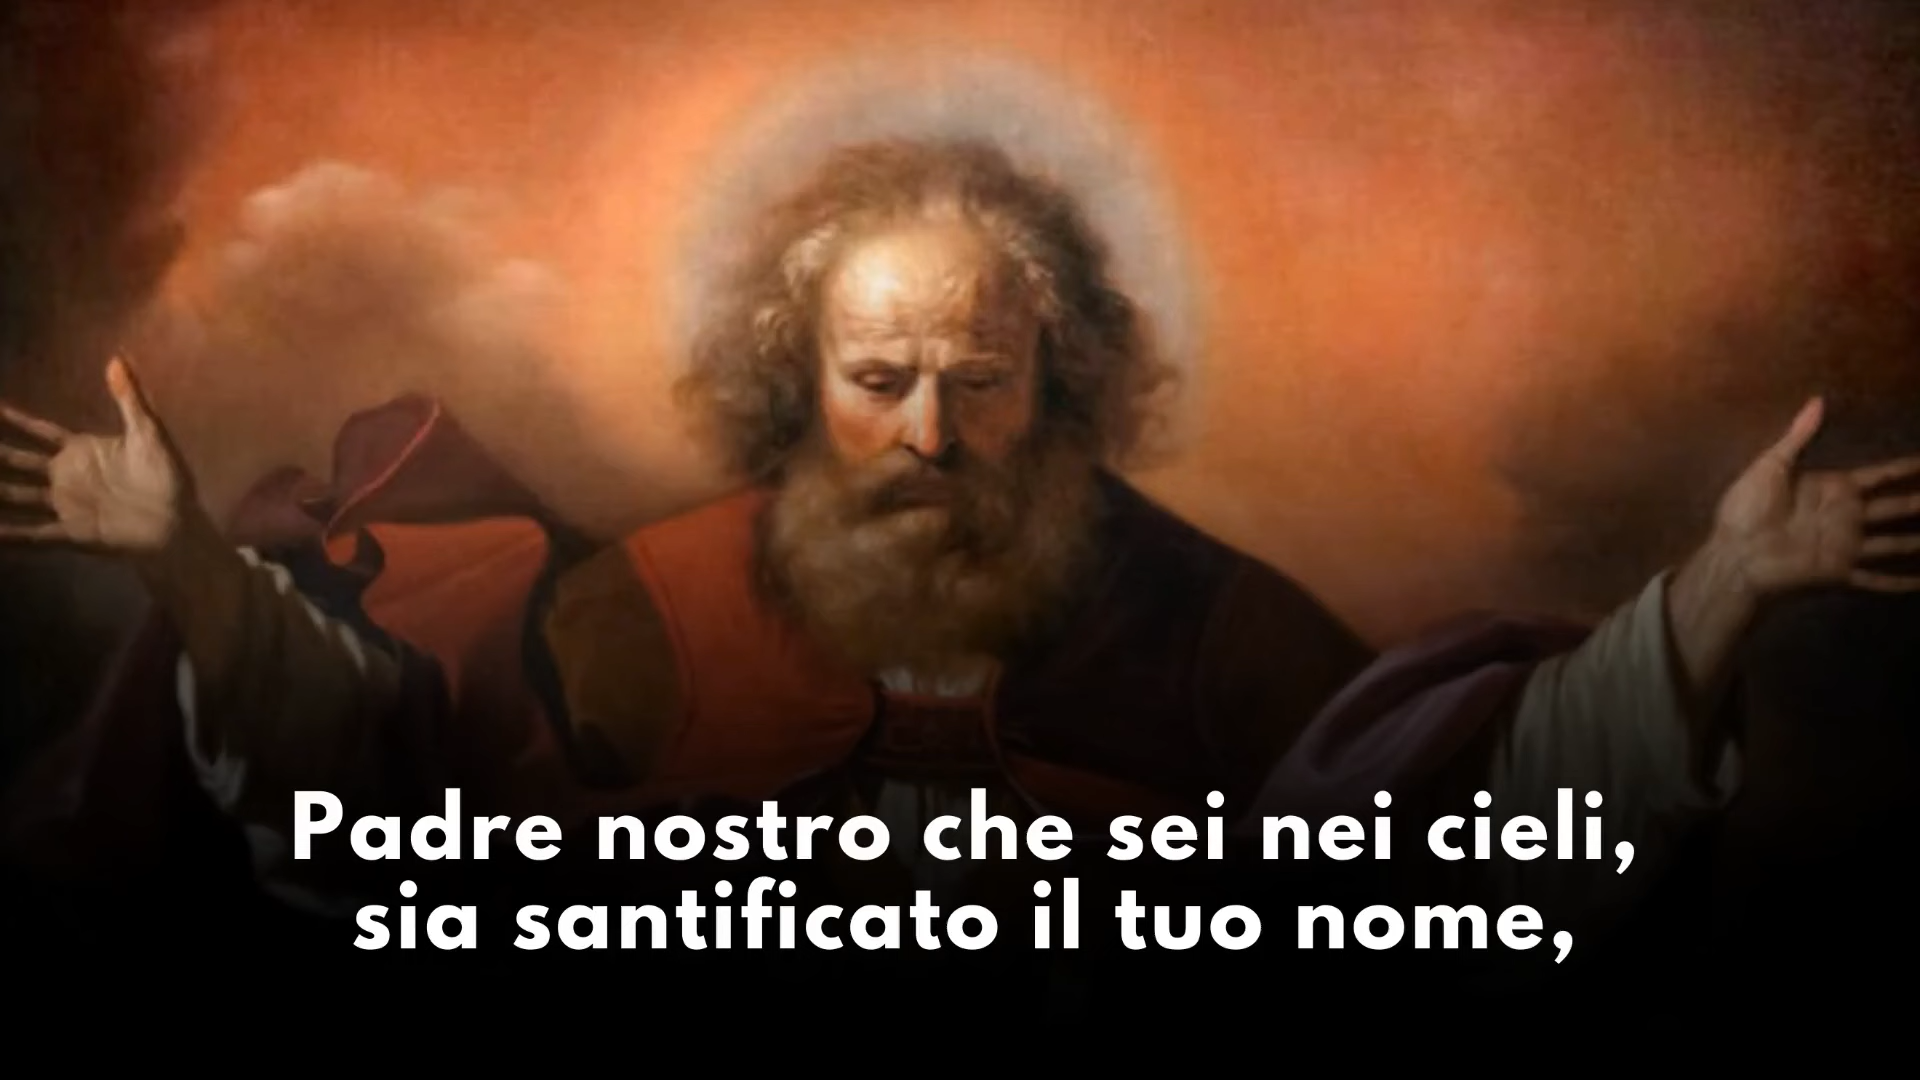 Padre nostro che sei nei cieli,
sia santificato il tuo nome,